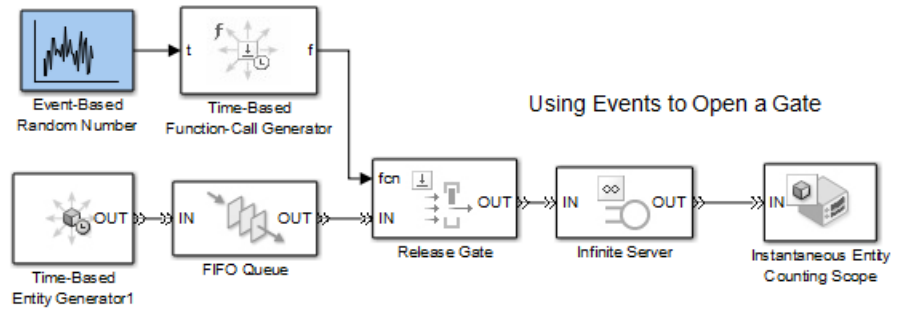 f
t
f
Event-Based
Random Number
Time-Based
Function-Call Generator
Using Events to Open a Gate
OUT
Time-Based
Entity Generator1
IN
OUT
FIFO Queue
fcn
IN
OUT
Release Gate
IN
∞
OUT
Infinite Server
IN
Instantaneous Entity
Counting Scope